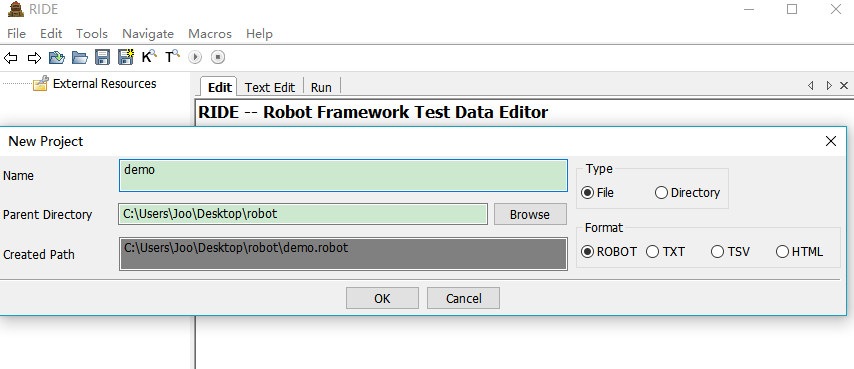 RIDE
File Edit Tools Navigate Macros Help
K T
External Resources
Edit Text Edit Run
RIDE -- Robot Framework Test Data Editor
New Project
Name demo
Type
File Directory
Parent Directory C:\Users\Joo\Desktop\robot Browse
Format
Created Path C:\Users\Joo\Desktop\robot\demo.robot
ROBOT TXT TSV HTML
OK Cancel